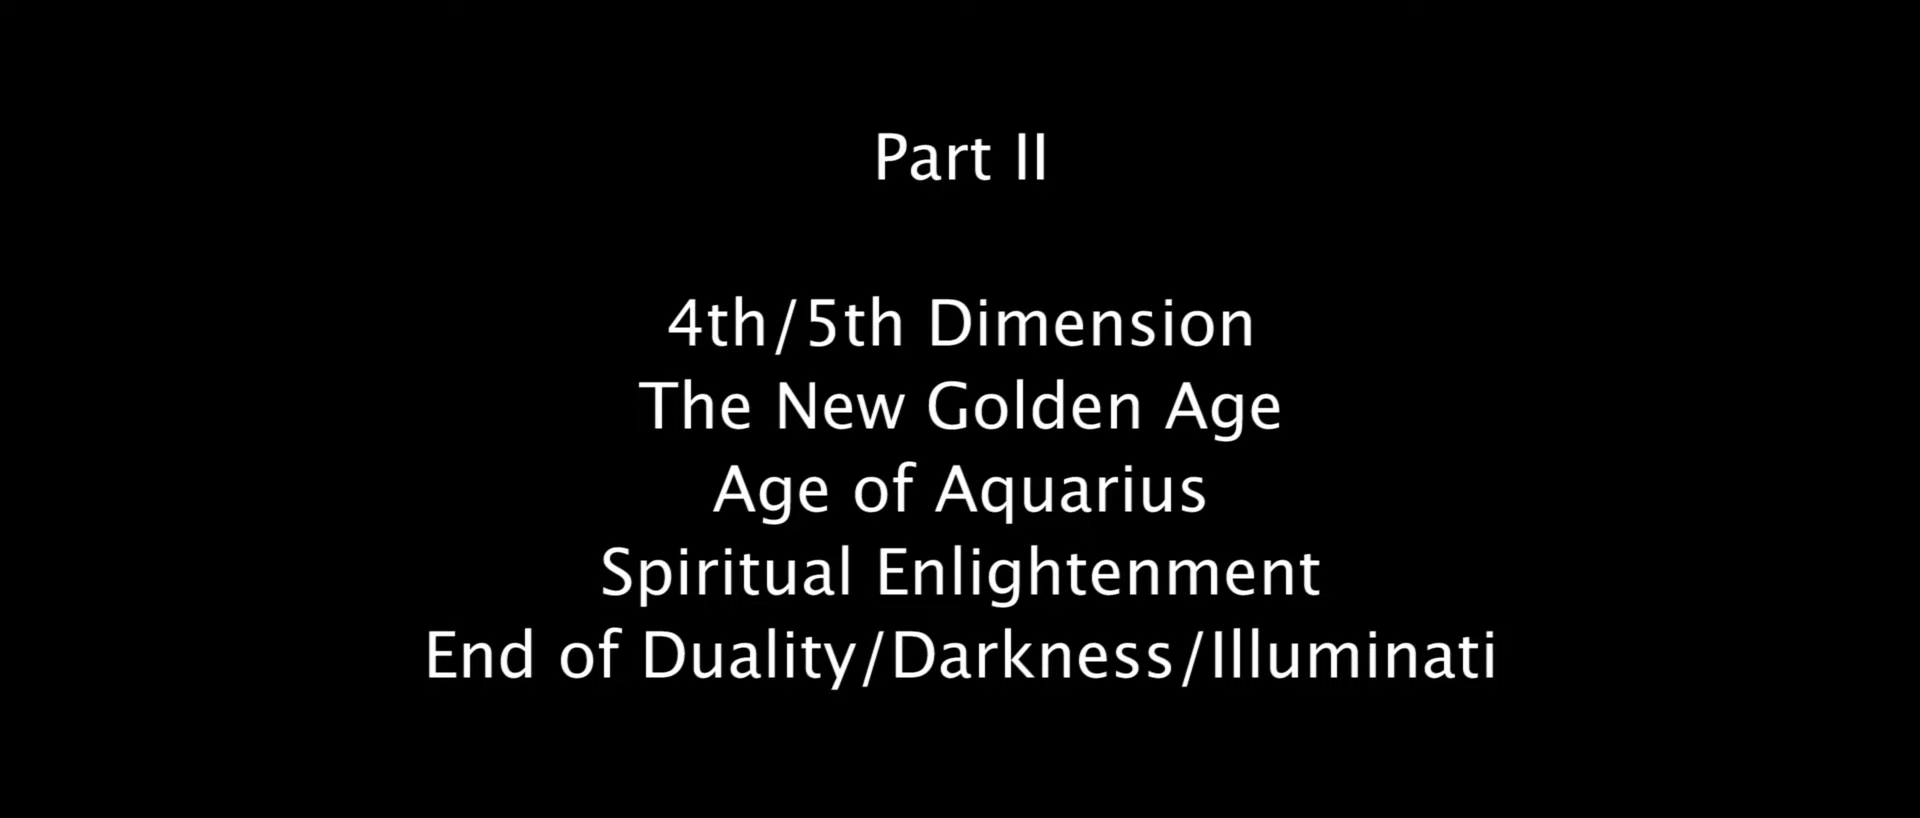 Part II
4th/5th Dimension
The New Golden Age
Age of Aquarius
Spiritual Enlightenment
End of Duality/Darkness/Illuminati